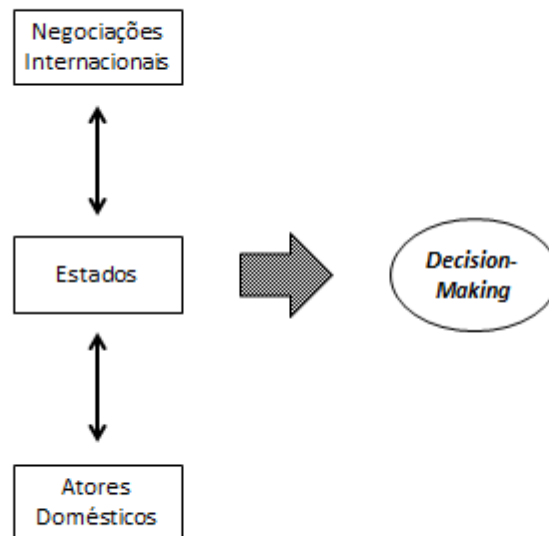 Negociações
Internacionais
Estados
Decision-
Making
Atores
Domésticos